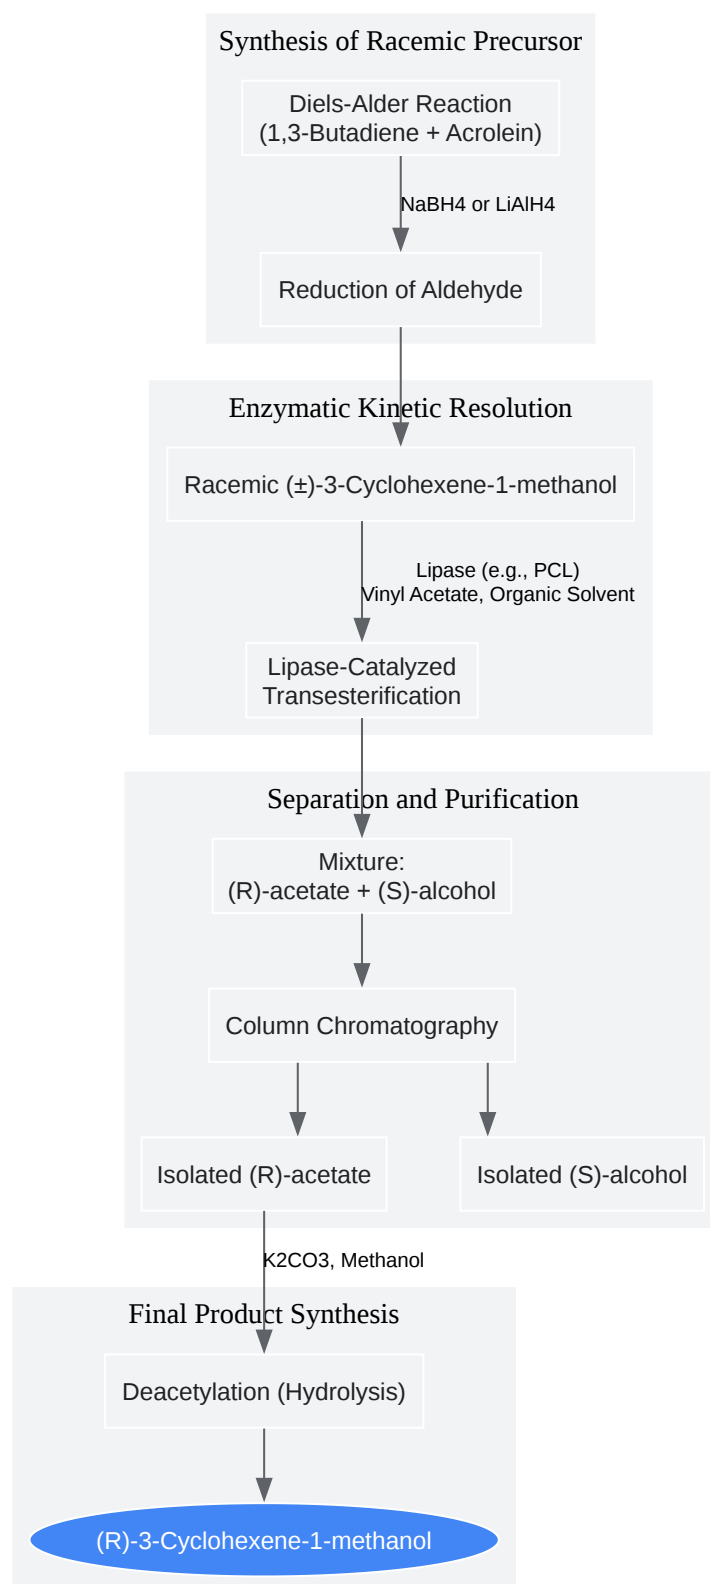 Synthesis of Racemic Precursor
Diels-Alder Reaction
(1,3-Butadiene + Acrolein)
NaBH4 or LiAlH4
Reduction of Aldehyde
Enzymatic Kinetic Resolution
Racemic (±)-3-Cyclohexene-1-methanol
Lipase (e.g., PCL)
Vinyl Acetate, Organic Solvent
Lipase-Catalyzed
Transesterification
Separation and Purification
Mixture:
(R)-acetate + (S)-alcohol
Column Chromatography
Isolated (R)-acetate
Isolated (S)-alcohol
K2CO3, Methanol
Final Product Synthesis
Deacetylation (Hydrolysis)
(R)-3-Cyclohexene-1-methanol